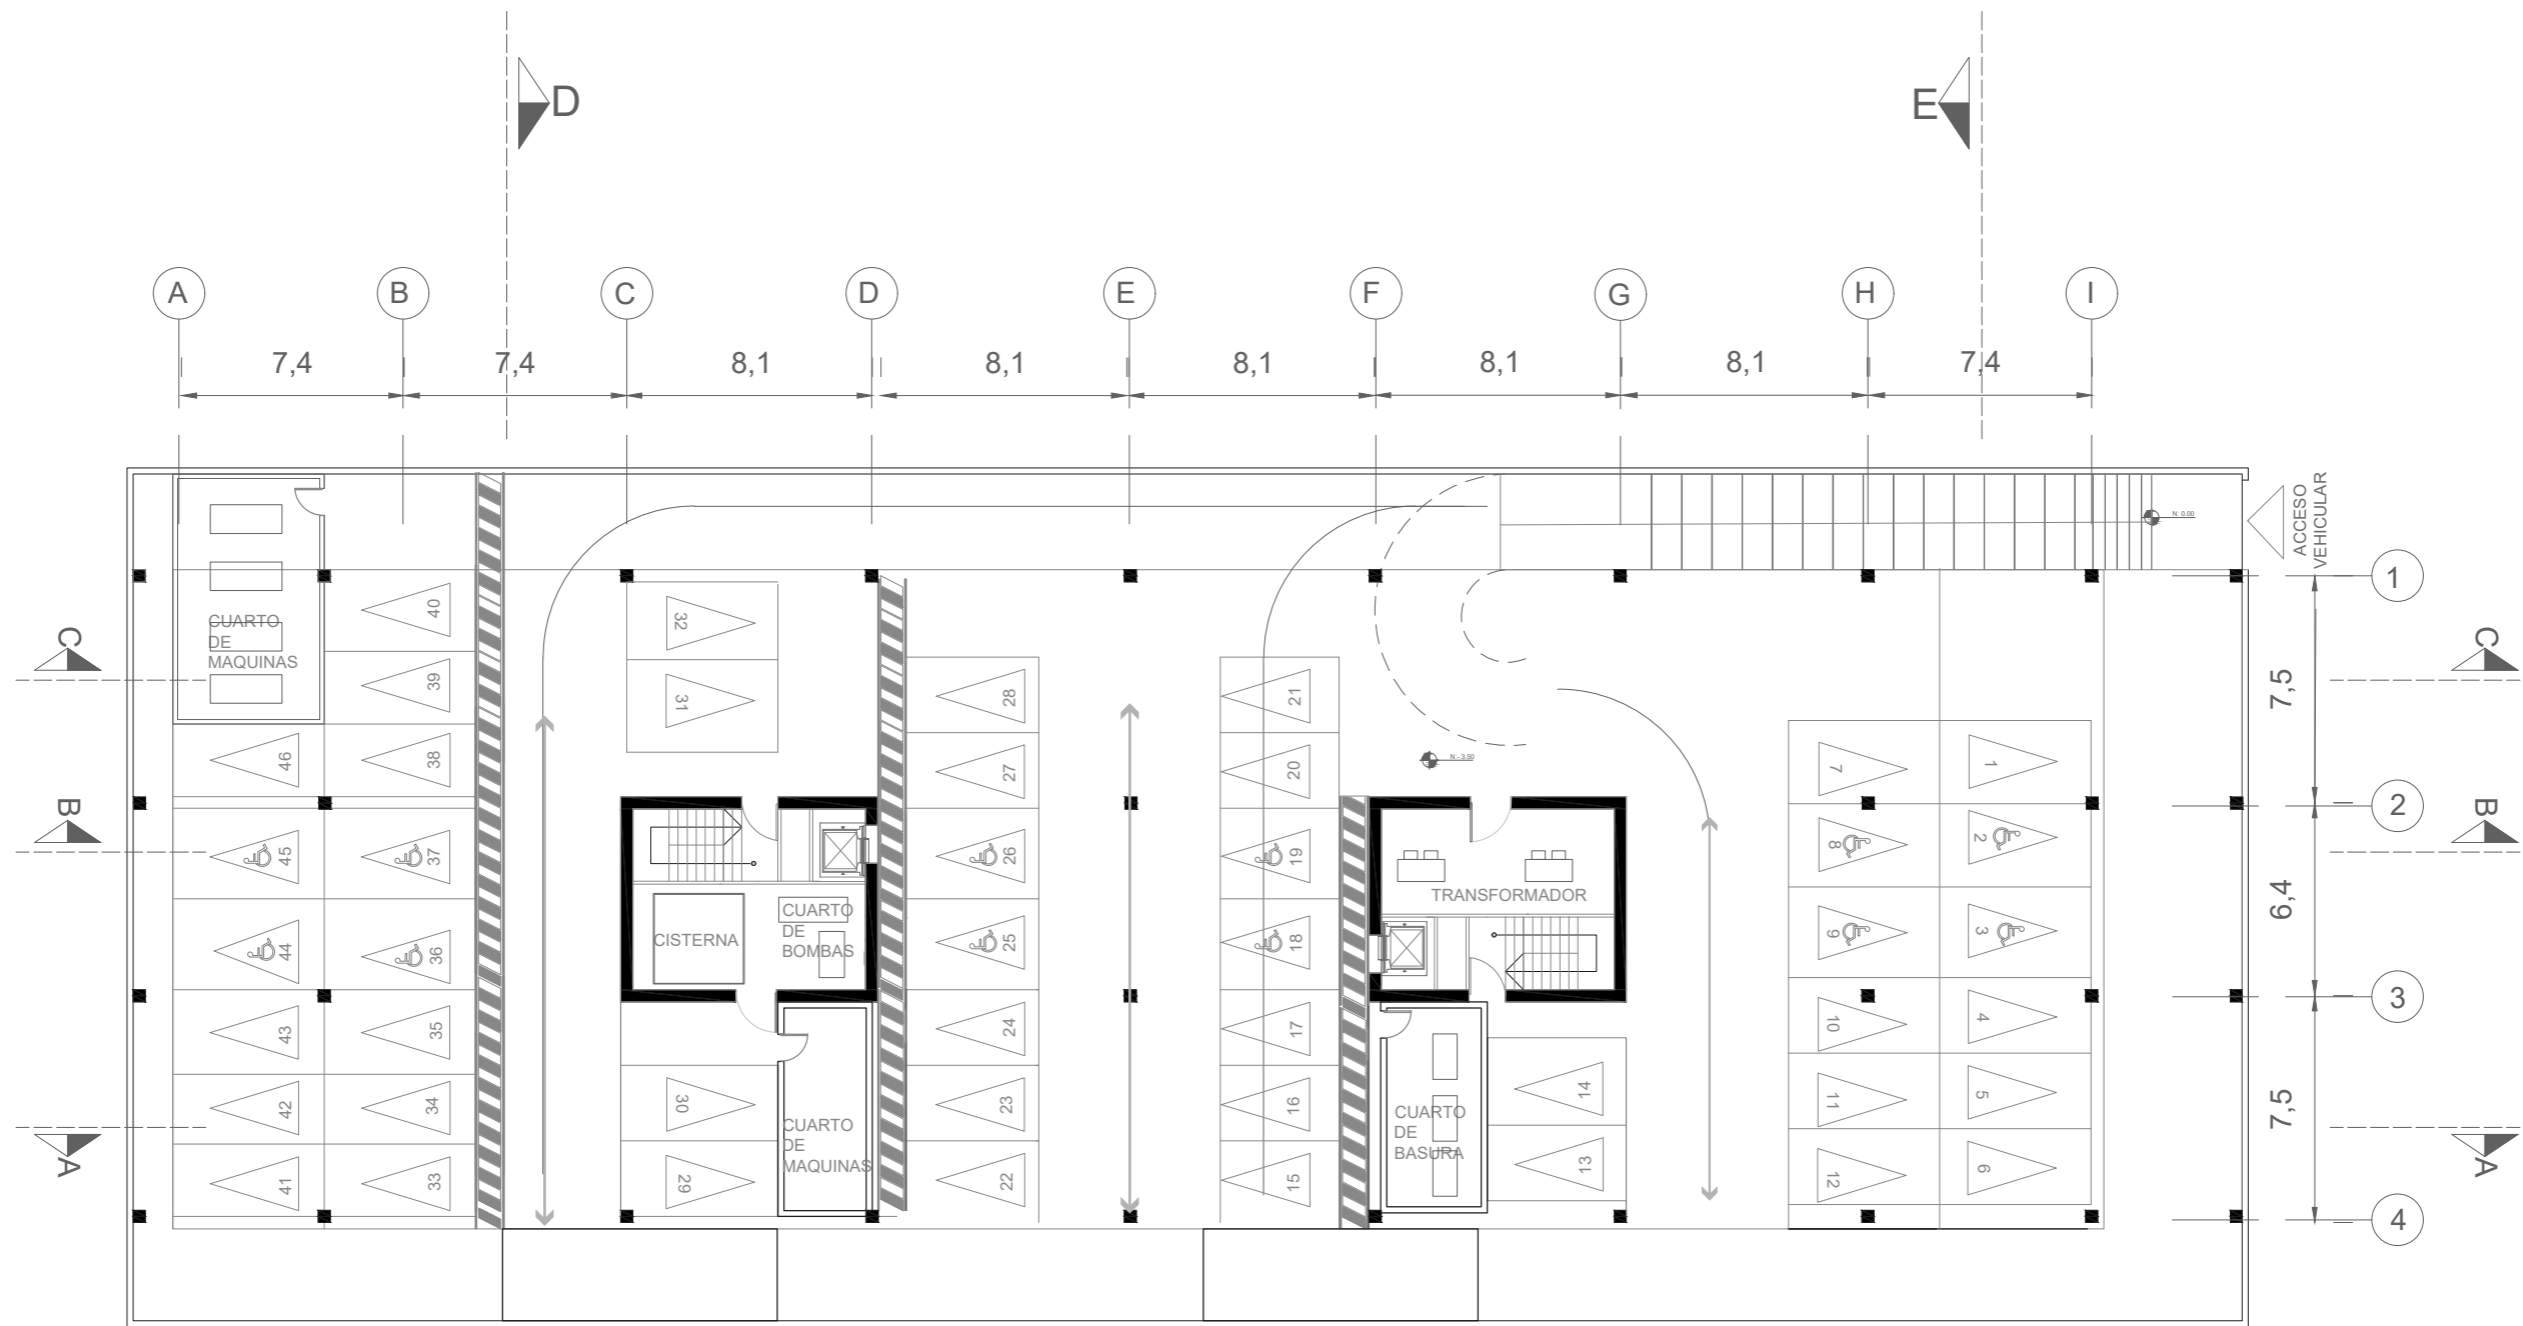 D
E
A
B
C
D
E
F
G
H
I
7,4
7,4
8,1
8,1
8,1
8,1
8,1
7,4
ACCESO
VEHICULAR
N: 0.00
1
C
C
7,5
CUARTO
DE
MAQUINAS
40
39
38
46
32
31
28
27
21
20
N:-3.50
7
1
B
B
2
45
37
26
19
8
2
TRANSFORMADOR
CISTERNA
CUARTO
DE
BOMBAS
6,4
44
36
25
18
9
3
3
43
35
24
17
10
4
7,5
42
34
30
23
16
14
11
5
CUARTO
DE
MAQUINAS
CUARTO
DE
BASURA
A
A
41
33
29
22
15
13
12
6
4